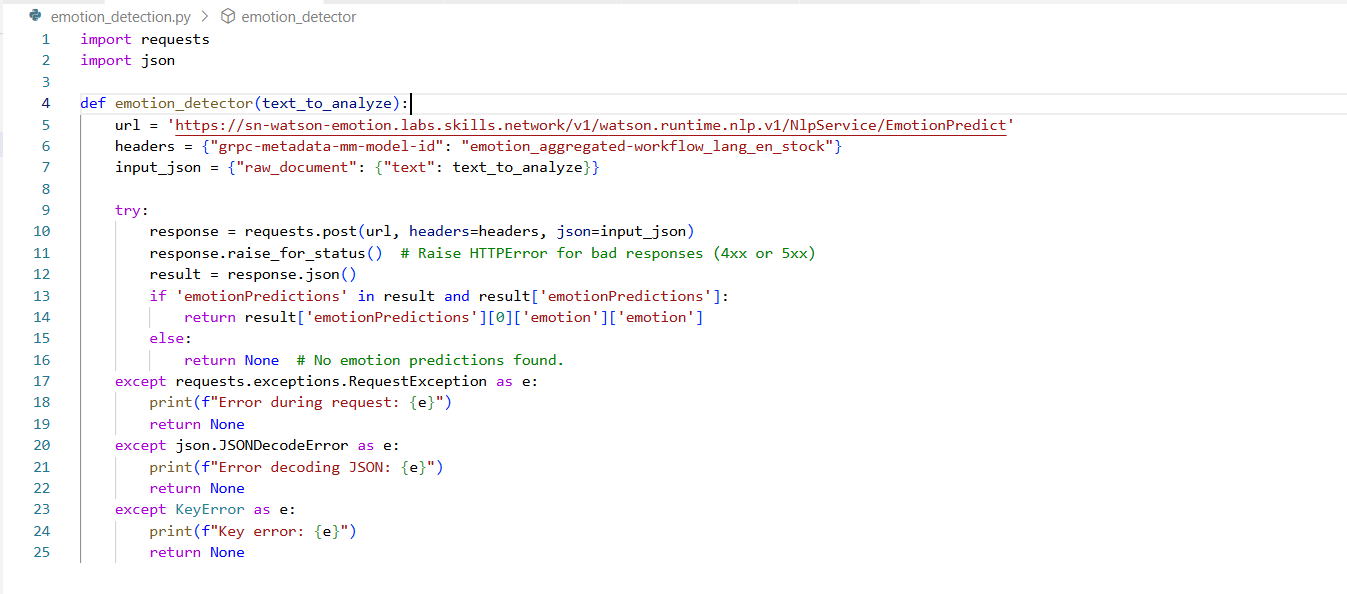 emotion_detection.py > emotion_detector
1 import requests
2 import json
3
4 def emotion_detector(text_to_analyze):
5     url = 'https://sn-watson-emotion.labs.skills.network/v1/watson.runtime.nlp.v1/NlpService/EmotionPredict'
6     headers = {"grpc-metadata-mm-model-id": "emotion_aggregated-workflow_lang_en_stock"}
7     input_json = {"raw_document": {"text": text_to_analyze}}
8
9     try:
10         response = requests.post(url, headers=headers, json=input_json)
11         response.raise_for_status()  # Raise HTTPError for bad responses (4xx or 5xx)
12         result = response.json()
13         if 'emotionPredictions' in result and result['emotionPredictions']:
14             return result['emotionPredictions'][0]['emotion']['emotion']
15         else:
16             return None  # No emotion predictions found.
17     except requests.exceptions.RequestException as e:
18         print(f"Error during request: {e}")
19         return None
20     except json.JSONDecodeError as e:
21         print(f"Error decoding JSON: {e}")
22         return None
23     except KeyError as e:
24         print(f"Key error: {e}")
25         return None